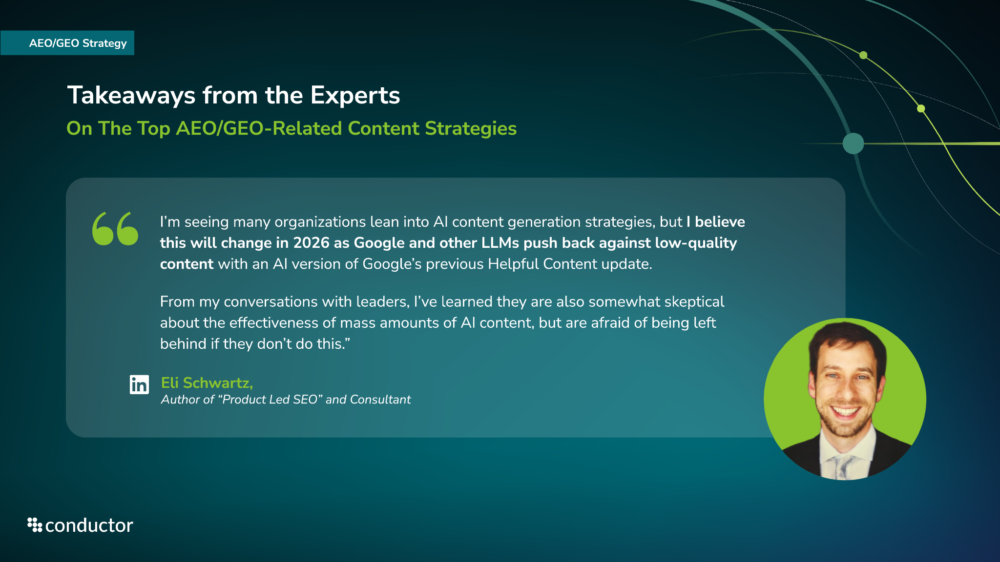 AEO/GEO Strategy
Takeaways from the Experts
On The Top AEO/GEO-Related Content Strategies
“
I’m seeing many organizations lean into AI content generation strategies, but I believe
this will change in 2026 as Google and other LLMs push back against low-quality
content with an AI version of Google’s previous Helpful Content update.
From my conversations with leaders, I’ve learned they are also somewhat skeptical
about the effectiveness of mass amounts of AI content, but are afraid of being left
behind if they don’t do this.”
in
Eli Schwartz,
Author of “Product Led SEO” and Consultant
conductor